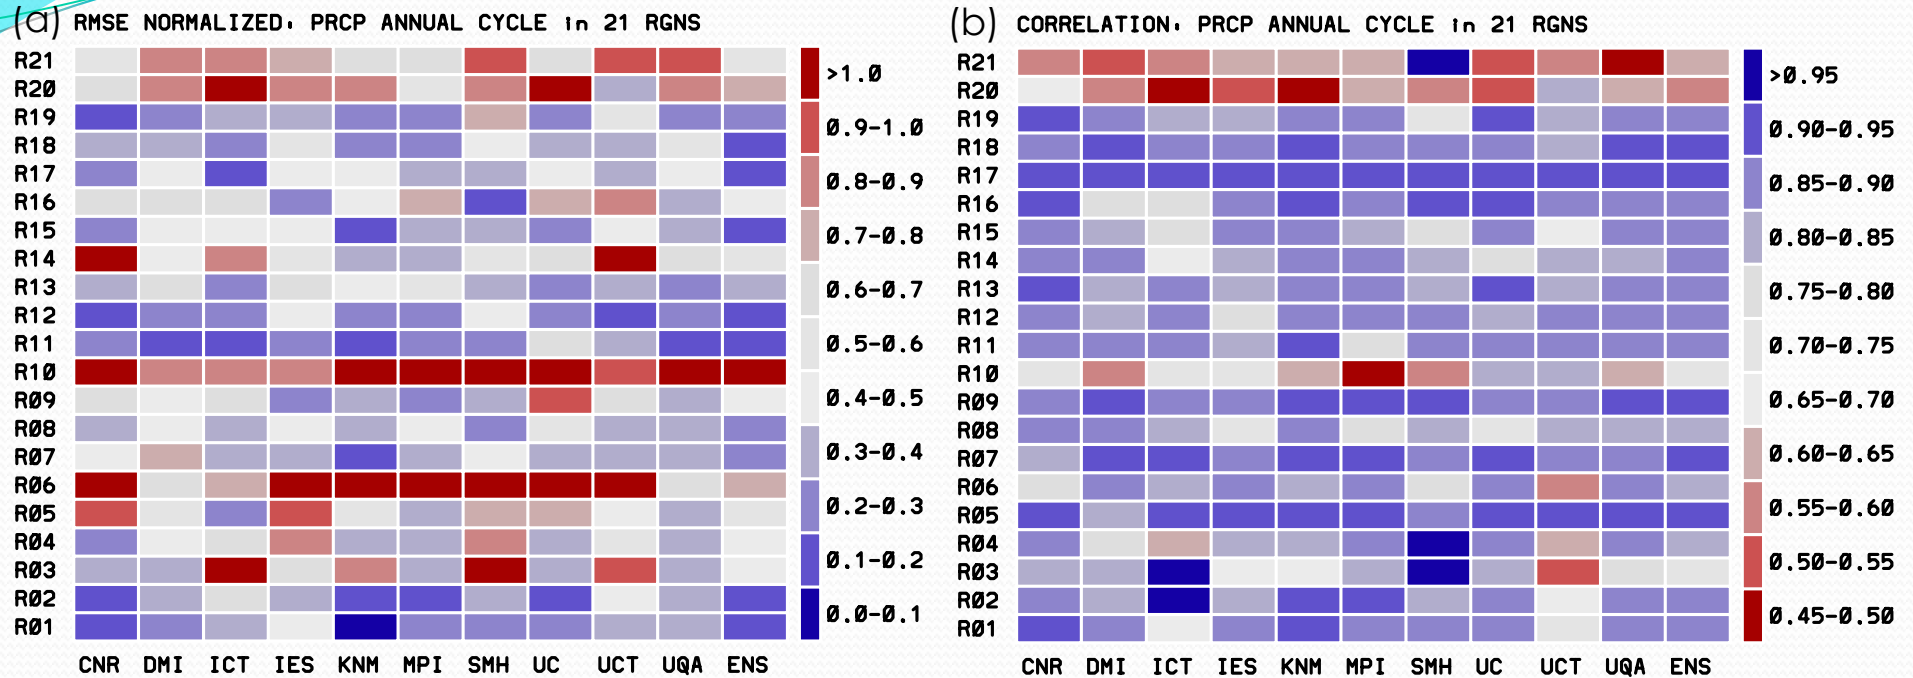 (a) RMSE NORMALIZED, PRCP ANNUAL CYCLE in 21 RGNS
R21
R20
R19
R18
R17
R16
R15
R14
R13
R12
R11
R10
R09
R08
R07
R06
R05
R04
R03
R02
R01
CNR DMI ICT IES KNM MPI SMH UC UCT UQA ENS
>1.0
0.9-1.0
0.8-0.9
0.7-0.8
0.6-0.7
0.5-0.6
0.4-0.5
0.3-0.4
0.2-0.3
0.1-0.2
0.0-0.1
(b) CORRELATION, PRCP ANNUAL CYCLE in 21 RGNS
R21
R20
R19
R18
R17
R16
R15
R14
R13
R12
R11
R10
R09
R08
R07
R06
R05
R04
R03
R02
R01
CNR DMI ICT IES KNM MPI SMH UC UCT UQA ENS
>0.95
0.90-0.95
0.85-0.90
0.80-0.85
0.75-0.80
0.70-0.75
0.65-0.70
0.60-0.65
0.55-0.60
0.50-0.55
0.45-0.50